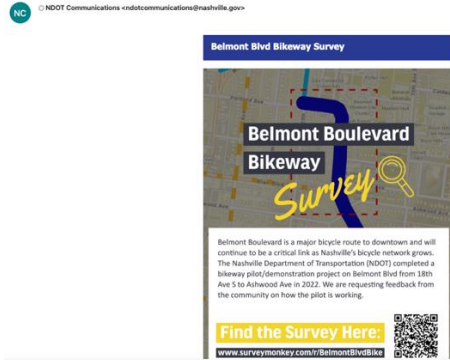 NC
NDOT Communications <ndotcommunications@nashville.gov>
Belmont Blvd Bikeway Survey
Belmont Boulevard
Bikeway
Survey
Belmont Boulevard is a major bicycle route to downtown and will
continue to be a critical link as Nashville's bicycle network grows.
The Nashville Department of Transportation (NDOT) completed a
bikeway pilot/demonstration project on Belmont Blvd from 18th
Ave S to Ashwood Ave in 2022. We are requesting feedback from
the community on how the pilot is working.
Find the Survey Here:
www.surveymonkey.com/r/BelmontBlvdBike